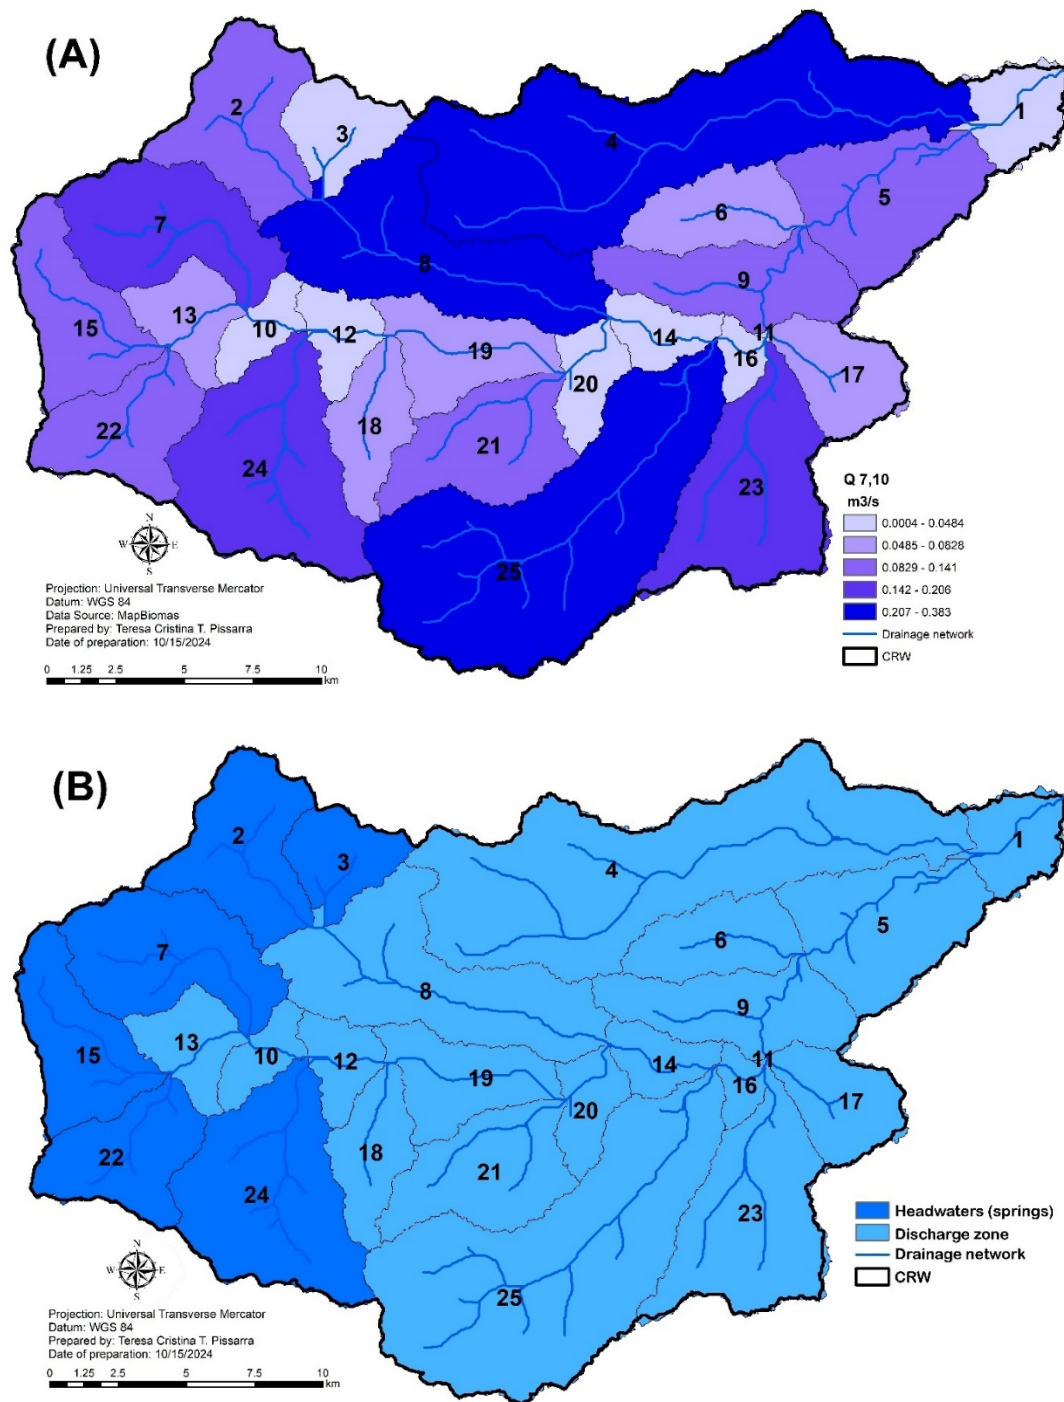 (A)
2
3
4
1
7
6
5
8
9
15
13
10
12
19
14
11
16
17
20
18
22
21
24
23
25
N
W
E
S
Q 7,10
m3/s
0.0004 - 0.0484
0.0485 - 0.0828
0.0829 - 0.141
0.142 - 0.206
0.207 - 0.383
Drainage network
CRW
Projection: Universal Transverse Mercator
Datum: WGS 84
Data Source: MapBiomas
Prepared by: Teresa Cristina T. Pissarra
Date of preparation: 10/15/2024
0 1.25 2.5 5 7.5 10
km
(B)
2
3
4
1
7
6
5
8
9
15
13
10
12
19
14
11
16
17
20
18
22
21
24
23
25
N
W
E
S
Headwaters (springs)
Discharge zone
Drainage network
CRW
Projection: Universal Transverse Mercator
Datum: WGS 84
Prepared by: Teresa Cristina T. Pissarra
Date of preparation: 10/15/2024
0 1.25 2.5 5 7.5 10
km